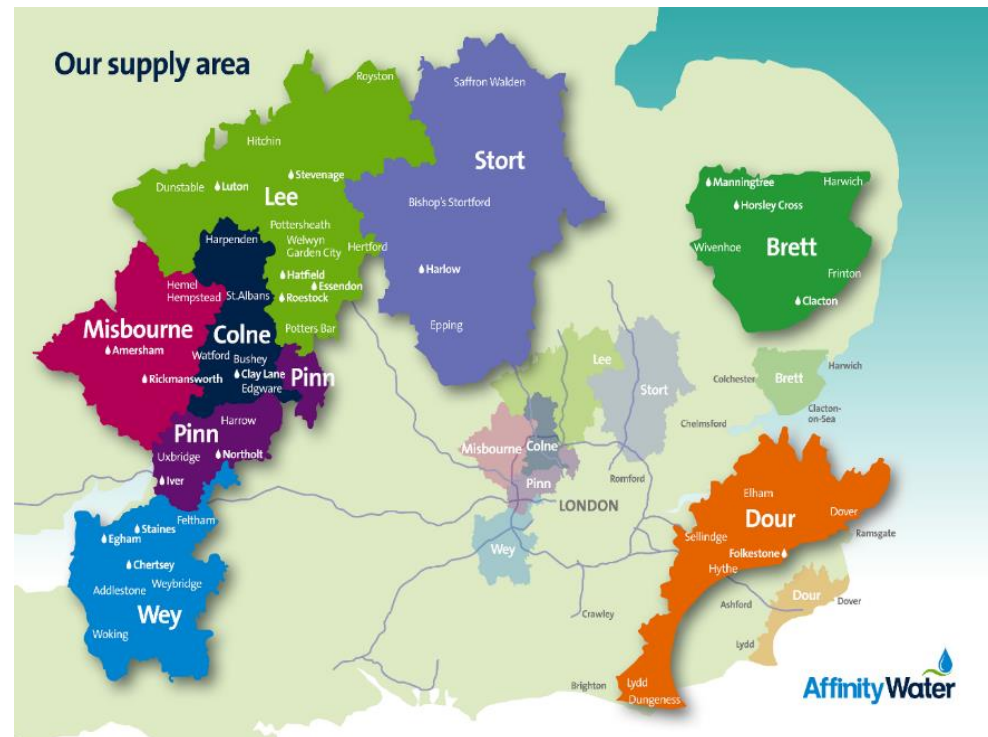 Our supply area
Royston
Saffron Walden
Hitchin
Stort
Stevenage
Dunstable
Luton
Lee
Manningtree
Harwich
Bishop's Stortford
Horsley Cross
Pottersheath
Harpenden
Welwyn
Garden City
Hertford
Wivenhoe
Brett
Harlow
Hatfield
Frinton
Hemel
Hempstead
Essendon
St.Albans
Roestock
Clacton
Epping
Misbourne
Colne
Potters Bar
Amersham
Watford
Bushey
Lee
Clay Lane
Pinn
Rickmansworth
Edgware
Stort
Brett
Harwich
Colchester
Clacton-
on-Sea
Chelmsford
Harrow
Pinn
Misbourne
Colne
Uxbridge
Northolt
Romford
Iver
Pinn
LONDON
Elham
Dour
Dover
Feltham
Staines
Egham
Sellindge
Ramsgate
Wey
Folkestone
Chertsey
Hythe
Weybridge
Addlestone
Dour
Ashford
Dover
Crawley
Wey
Woking
Lydd
Brighton
Lydd
Dungeness
AffinityWater